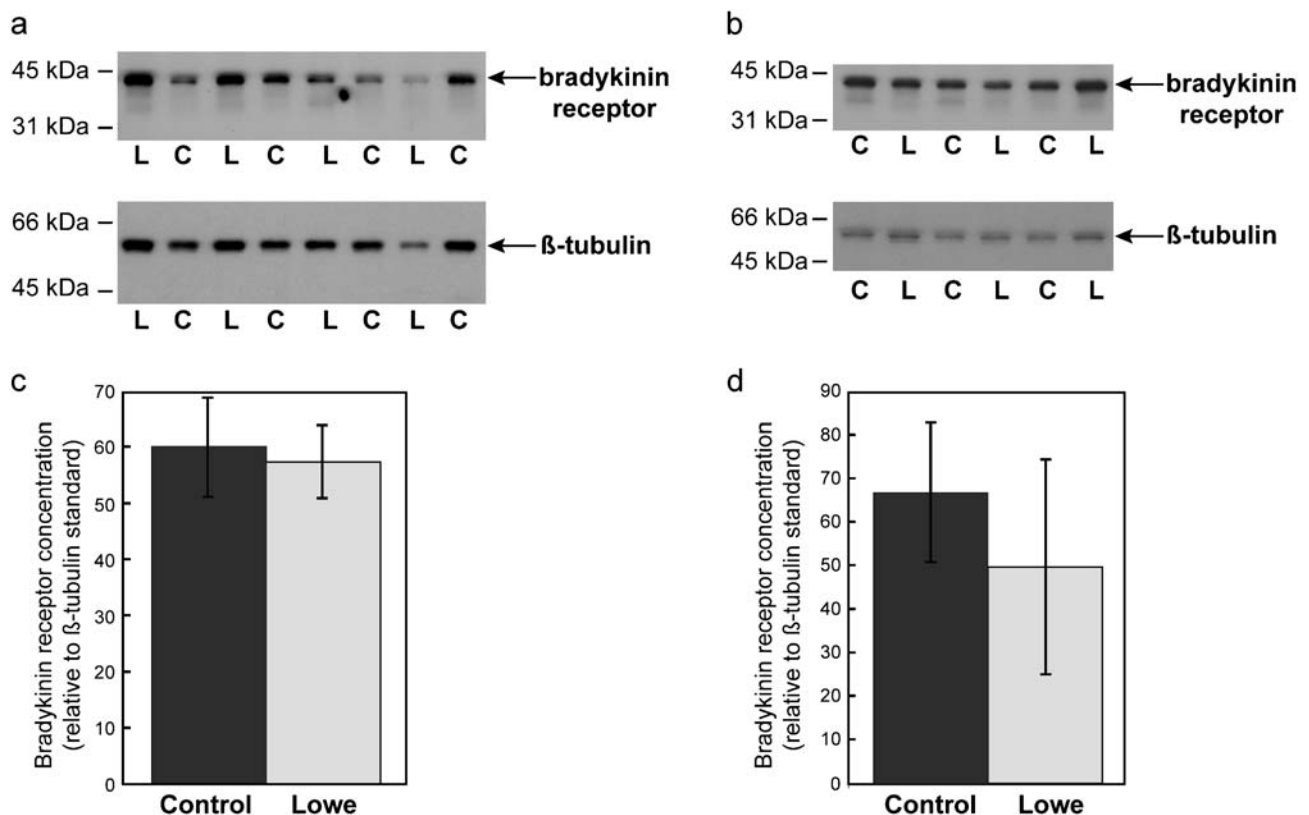 a
45 kDa
31 kDa
bradykinin
receptor
L C L C L C L C
66 kDa
45 kDa
ß-tubulin
L C L C L C L C
b
45 kDa
31 kDa
bradykinin
receptor
C L C L C L
66 kDa
45 kDa
ß-tubulin
C L C L C L
c
Bradykinin receptor concentration
(relative to ß-tubulin standard)
70
60
50
40
30
20
10
0
Control Lowe
d
Bradykinin receptor concentration
(relative to ß-tubulin standard)
90
80
70
60
50
40
30
20
10
0
Control Lowe